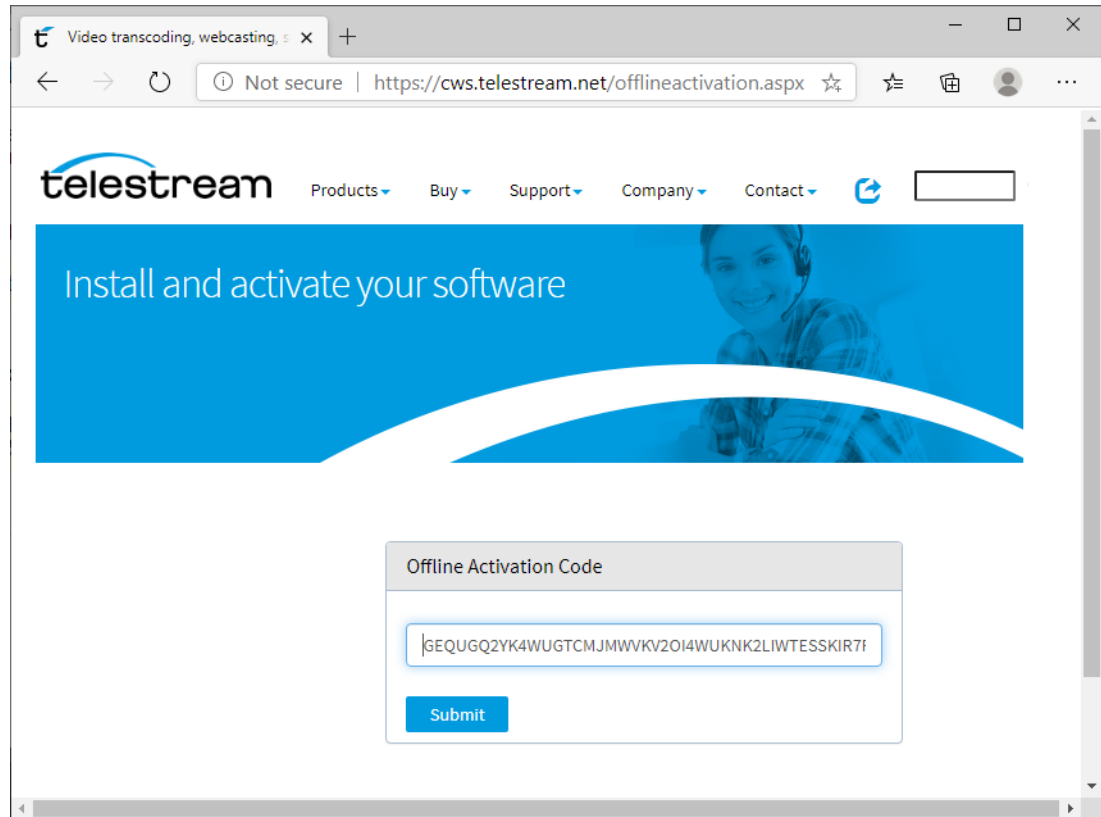 Video transcoding, webcasting, s
Not secure | https://cws.telestream.net/offlineactivation.aspx
telestream
Products Buy Support Company Contact
Install and activate your software
Offline Activation Code
GEQUGQ2YK4WUGTCMJMWVKV2OI4WUKNK2LIWTESSKIR7F
Submit